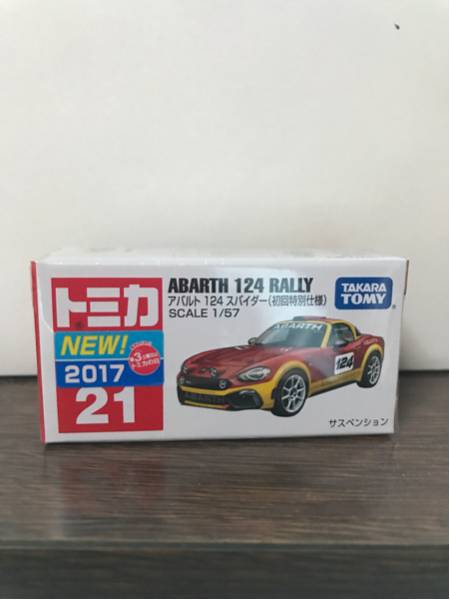 トミカ
NEW!
2017
21
ABARTH 124 RALLY
アバルト 124 スパイダー(初回特別仕様)
SCALE 1/57
TAKARA
TOMY
ABARTH
124
ABARTH
サスペンション